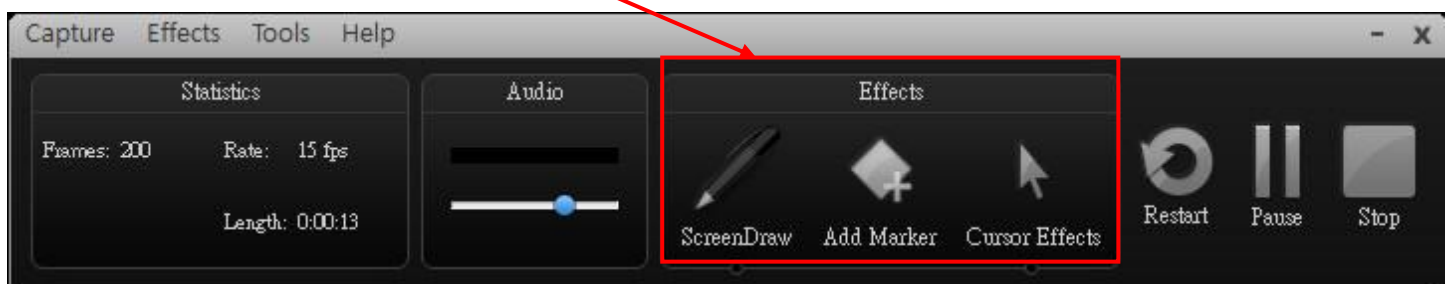 Capture Effects Tools Help
Statistics
Frames: 200 Rate: 15 fps
Length: 0:00:13
Audio
Effects
ScreenDraw Add Marker Cursor Effects
Restart Pause Stop